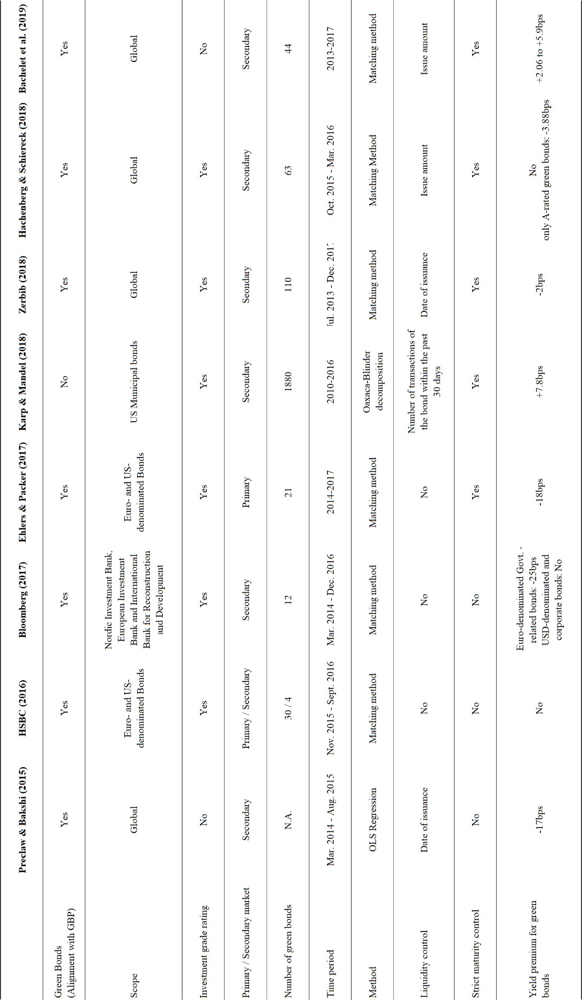 Preclaw & Bakshi (2015) HSBC (2016) Bloomberg (2017) Ehlers & Packer (2017) Karp & Mandel (2018) Zerbib (2018) Hachenberg & Schiereck (2018) Bachelet et al. (2019)
Green Bonds
(Alignment with GBP) Yes Yes Yes Yes No Yes Yes Yes
Nordic Investment Bank,
Euro- and US- European Investment Euro- and US-
Scope Global Bank and International US Municipal bonds Global Global Global
denominated Bonds Bank for Reconstruction denominated Bonds
and Development
Investment grade rating No Yes Yes Yes Yes Yes Yes No
Primary / Secondary market Secondary Primary / Secondary Secondary Primary Secondary Seondary Secondary Secondary
Number of green bonds N.A. 30 / 4 12 21 1880 110 63 44
Time period Mar. 2014 - Aug. 2015 Nov. 2015 - Sept. 2016 Mar. 2014 - Dec. 2016 2014-2017 2010-2016 2013 - Dec. Oct. 2015 - Mar. 2016 2013-2017
Oaxaca-Blinder
Method OLS Regression Matching method Matching method Matching method Matching method Matching Method Matching method
decomposition
Number of transactions of
Liquidity control Date of issuance No No No the bond within the past Date of issuance Issue amount Issue amount
30 days
Strict maturity control No No No Yes Yes Yes Yes Yes
Euro-denominated Govt. -
Yield premium for green related bonds: -25bps No
bonds -17bps No USD-denominated and -18bps +7.8bps -2bps only A-rated green bonds: -3.88bps +2.06 to +5.9bps
corporate bonds: No